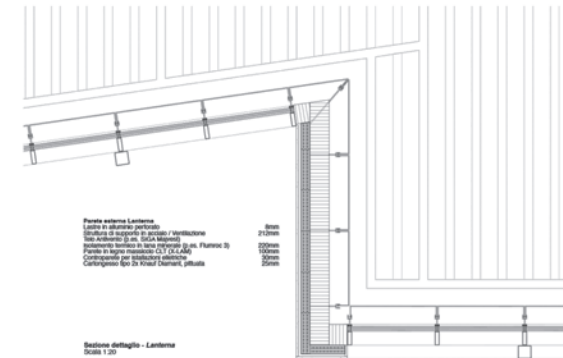 Parete esterna Lanterna
Lastre in alluminio perforato 8mm
Struttura di supporto in acciaio / Ventilazione 212mm
Telo Antivento (p.es. SIGA Majvest)
Isolamento termico in lana minerale (p.es. Flumroc 3) 220mm
Parete in legno massiccio CLT (X-LAM) 100mm
Controparete per istallazioni elettriche 30mm
Cartongesso tipo 2x Knauf Diamant, pittuata 25mm
Sezione dettaglio - Lanterna
Scala 1:20